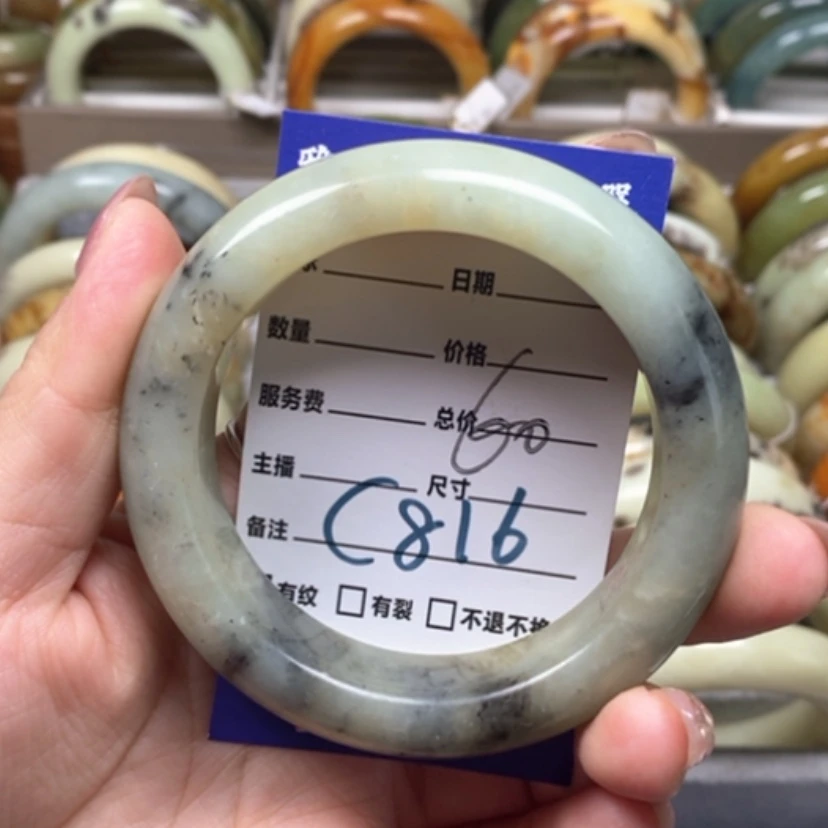 日期
数量 价格
服务费 总价 600
主播 尺寸
备注 C816
有纹 □有裂 □不退不换